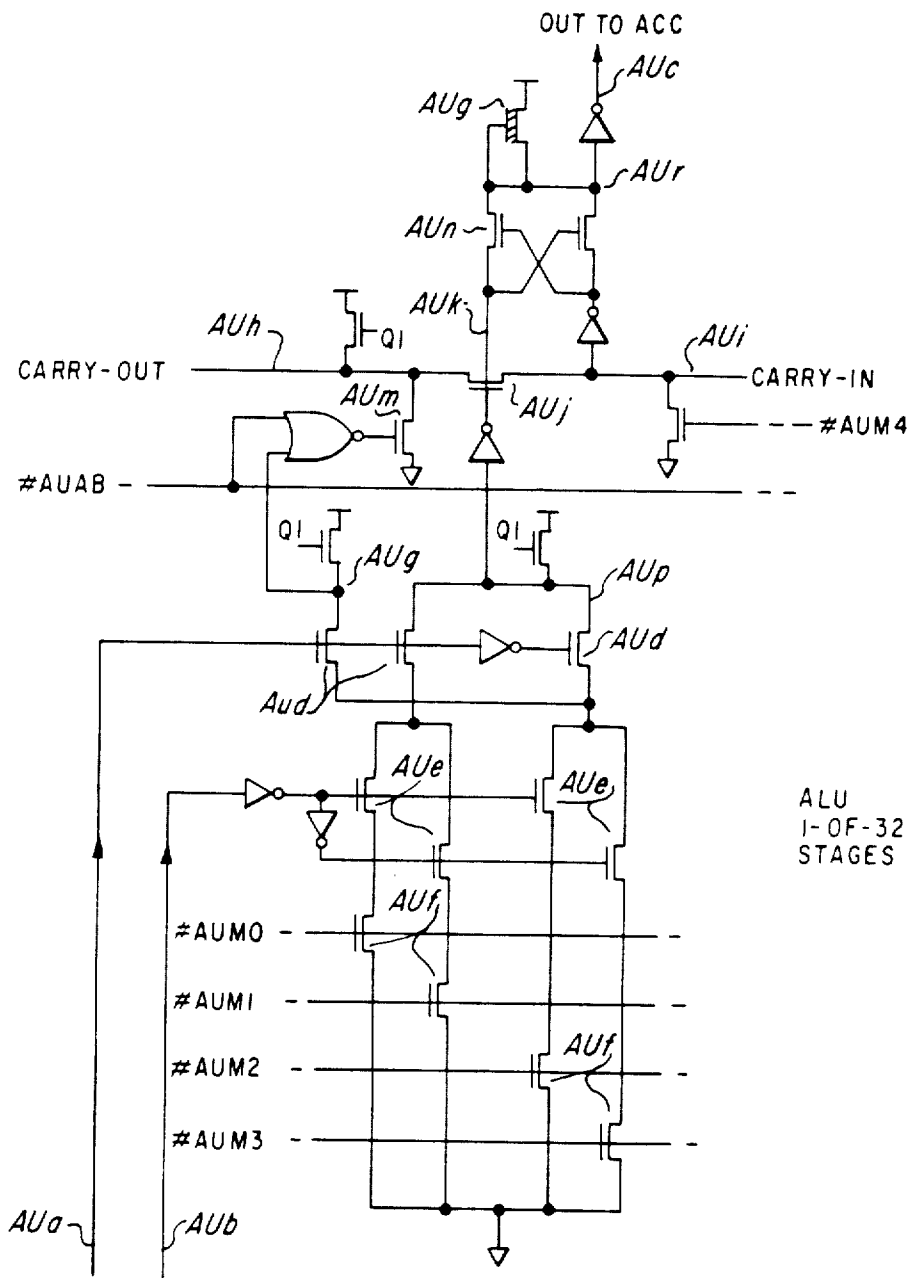 OUT TO ACC
AUc
AUg
AUr
AUn
AUk
AUh
Q1
AUi
CARRY-OUT
CARRY-IN
AUm
AUj
#AUM4
#AUAB
Q1
AUg
Q1
AUp
AUd
Aud
AUe
AUe
ALU
1-OF-32
STAGES
AUf
#AUM0
#AUM1
AUf
#AUM2
#AUM3
AUa
AUb